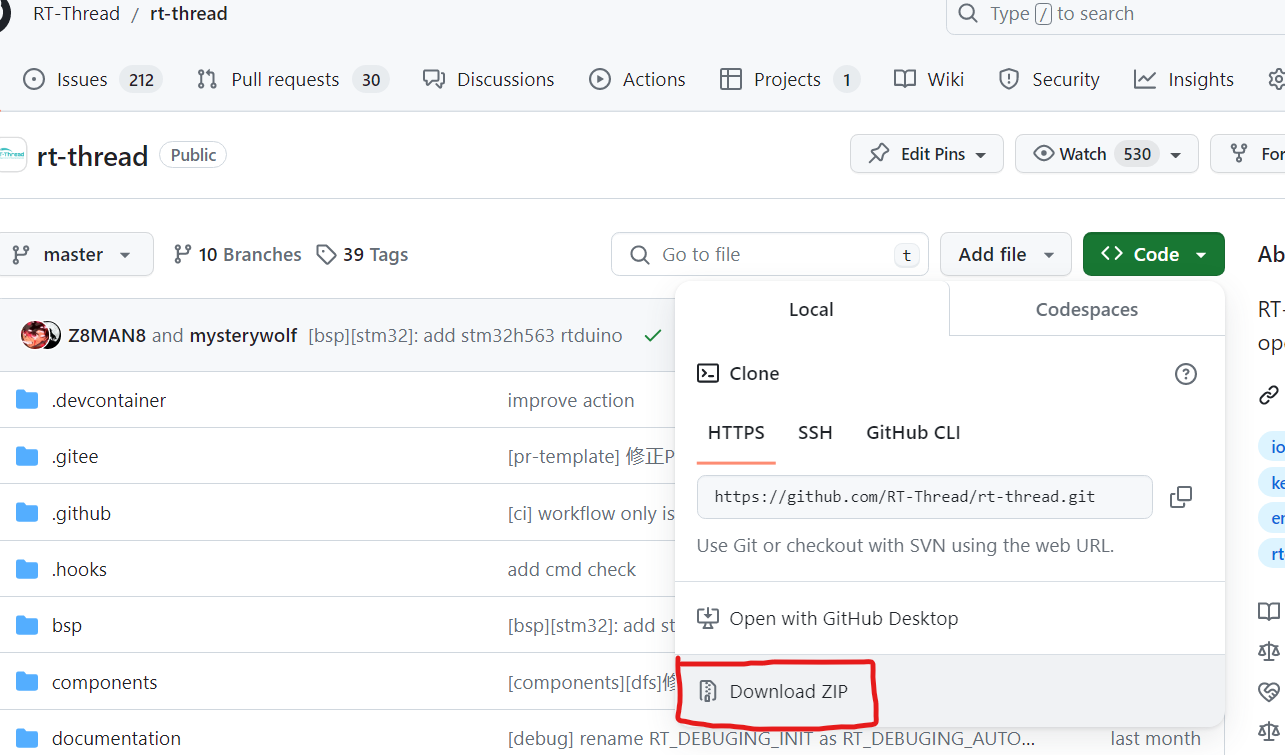 RT-Thread / rt-thread
Type / to search
Issues 212 Pull requests 30 Discussions Actions Projects 1 Wiki Security Insights
rt-thread Public
Edit Pins Watch 530 For
master 10 Branches 39 Tags
Go to file t
Add file
<> Code
Ab
Z8MAN8 and mysterywolf [bsp][stm32]: add stm32h563 rtduino
.devcontainer improve action
.gitee [pr-template] 修正P
.github [ci] workflow only is
.hooks add cmd check
bsp [bsp][stm32]: add st
components [components][dfs]修
documentation [debug] rename RT_DEBUGING_INIT as RT_DEBUGING_AUTO... last month
Local Codespaces
Clone
HTTPS SSH GitHub CLI
https://github.com/RT-Thread/rt-thread.git
Use Git or checkout with SVN using the web URL.
Open with GitHub Desktop
Download ZIP
RT-
ope
io
ke
en
rt